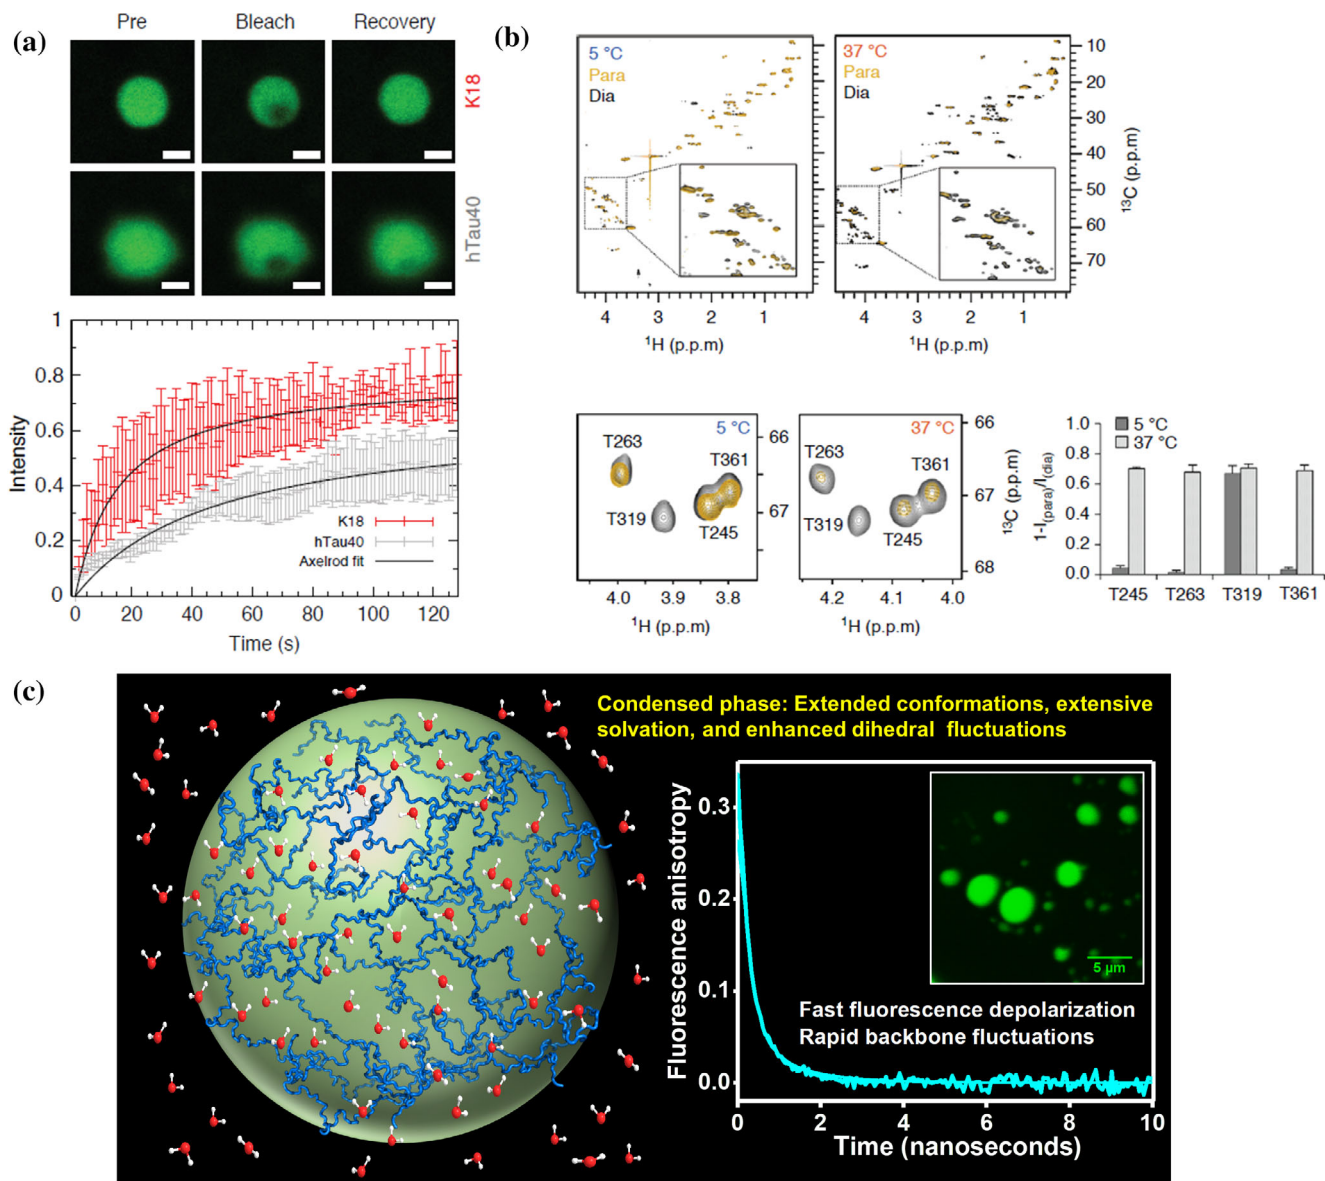 (a)
Pre Bleach Recovery
K18
hTau40
1
0.8
0.6
0.4
0.2
0
Intensity
K18
hTau40
Axelrod fit
0 20 40 60 80 100 120
Time (s)
(b)
5 °C
Para
Dia
37 °C
Para
Dia
10
20
30
40
50
60
70
¹³C (p.p.m)
4 3 2 1
¹H (p.p.m)
4 3 2 1
¹H (p.p.m)
5 °C
T263
T361
T319
T245
66
67
4.0 3.9 3.8
¹H (p.p.m)
37 °C
T263
T361
T319
T245
66
67
68
¹³C (p.p.m)
4.2 4.1 4.0
¹H (p.p.m)
5 °C
37 °C
1-I(para)/I(dia)
1.0
0.8
0.6
0.4
0.2
0.0
T245 T263 T319 T361
(c)
Condensed phase: Extended conformations, extensive
solvation, and enhanced dihedral fluctuations
Fluorescence anisotropy
0.3
0.2
0.1
0.0
5 µm
Fast fluorescence depolarization
Rapid backbone fluctuations
0 2 4 6 8 10
Time (nanoseconds)